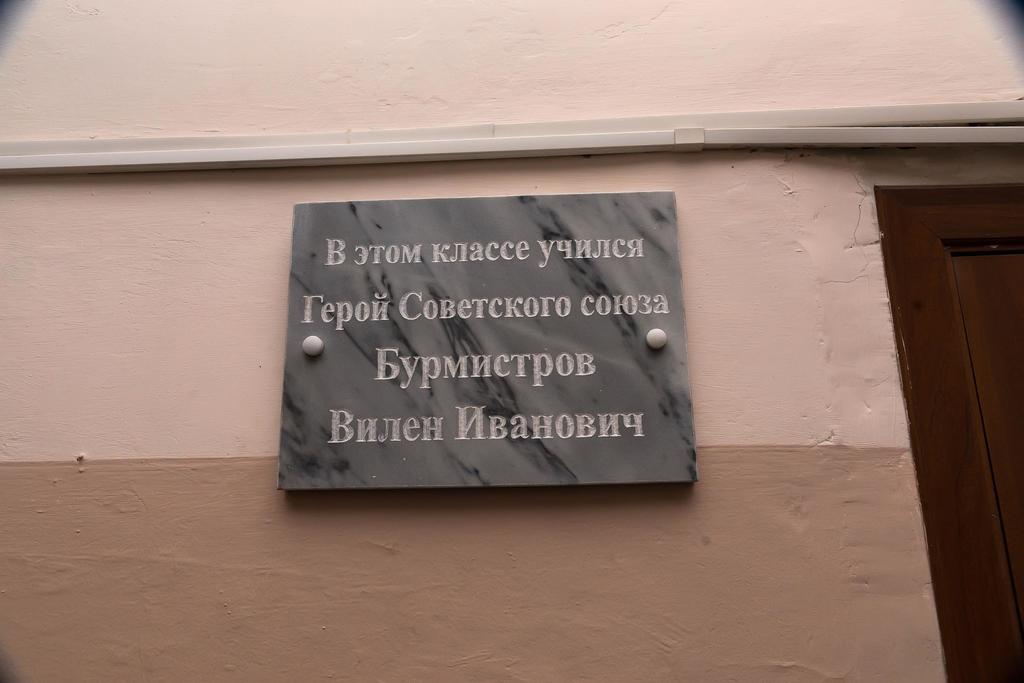 В этом классе учился
Герой Советского союза
Бурмистров
Вилен Иванович